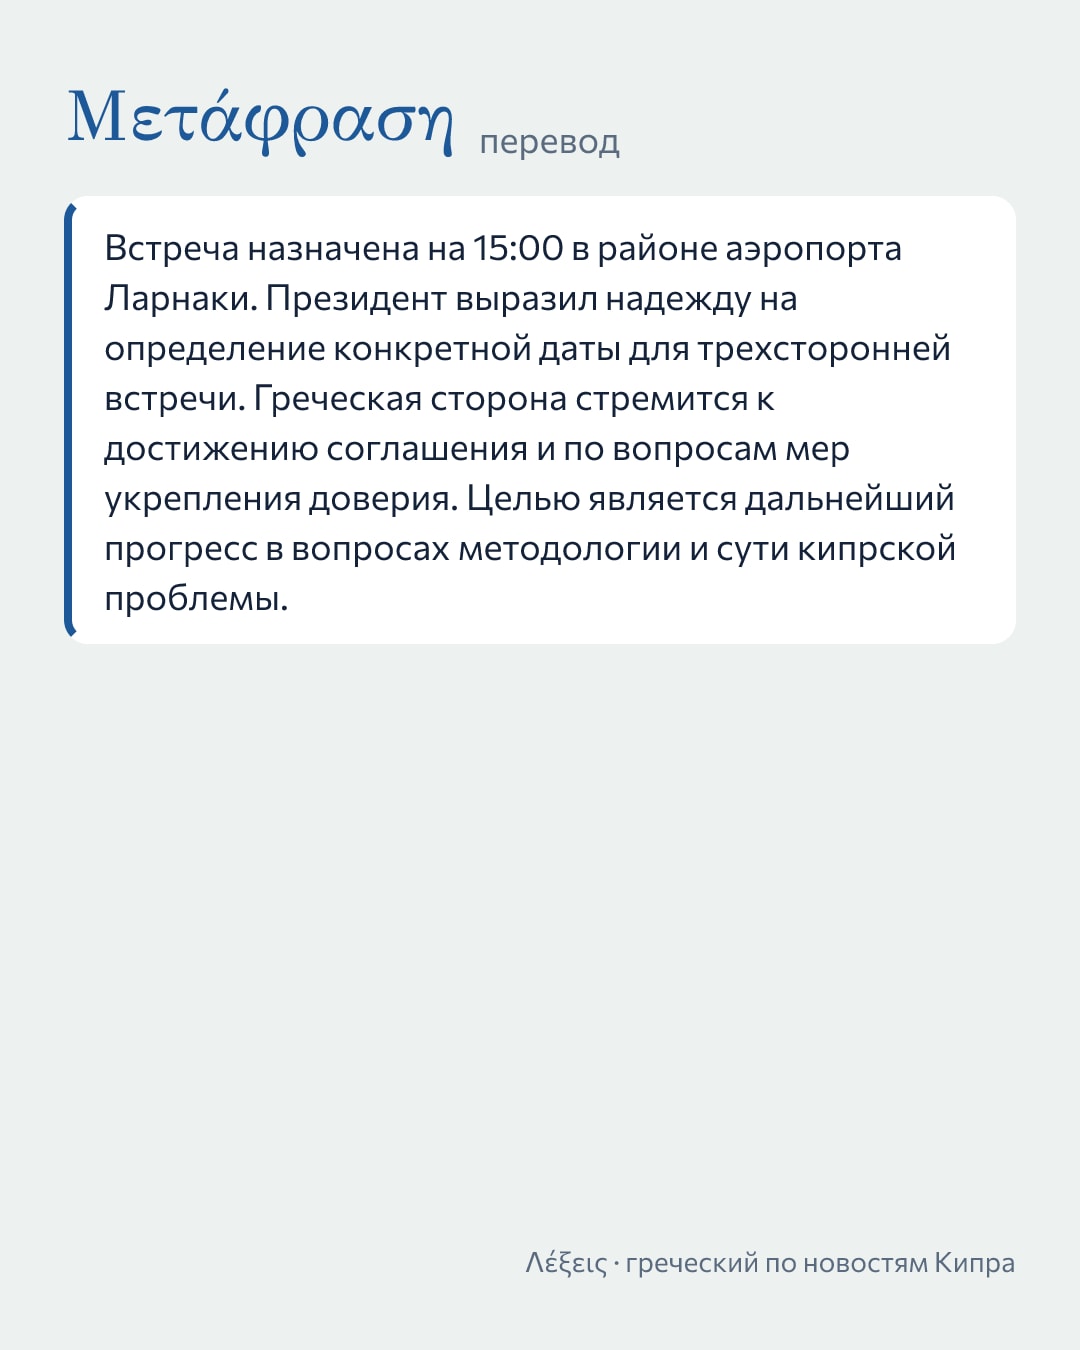 Μετάφραση перевод
Встреча назначена на 15:00 в районе аэропорта
Ларнаки. Президент выразил надежду на
определение конкретной даты для трехсторонней
встречи. Греческая сторона стремится к
достижению соглашения и по вопросам мер
укрепления доверия. Целью является дальнейший
прогресс в вопросах методологии и сути кипрской
проблемы.
Λέξεις · греческий по новостям Кипра